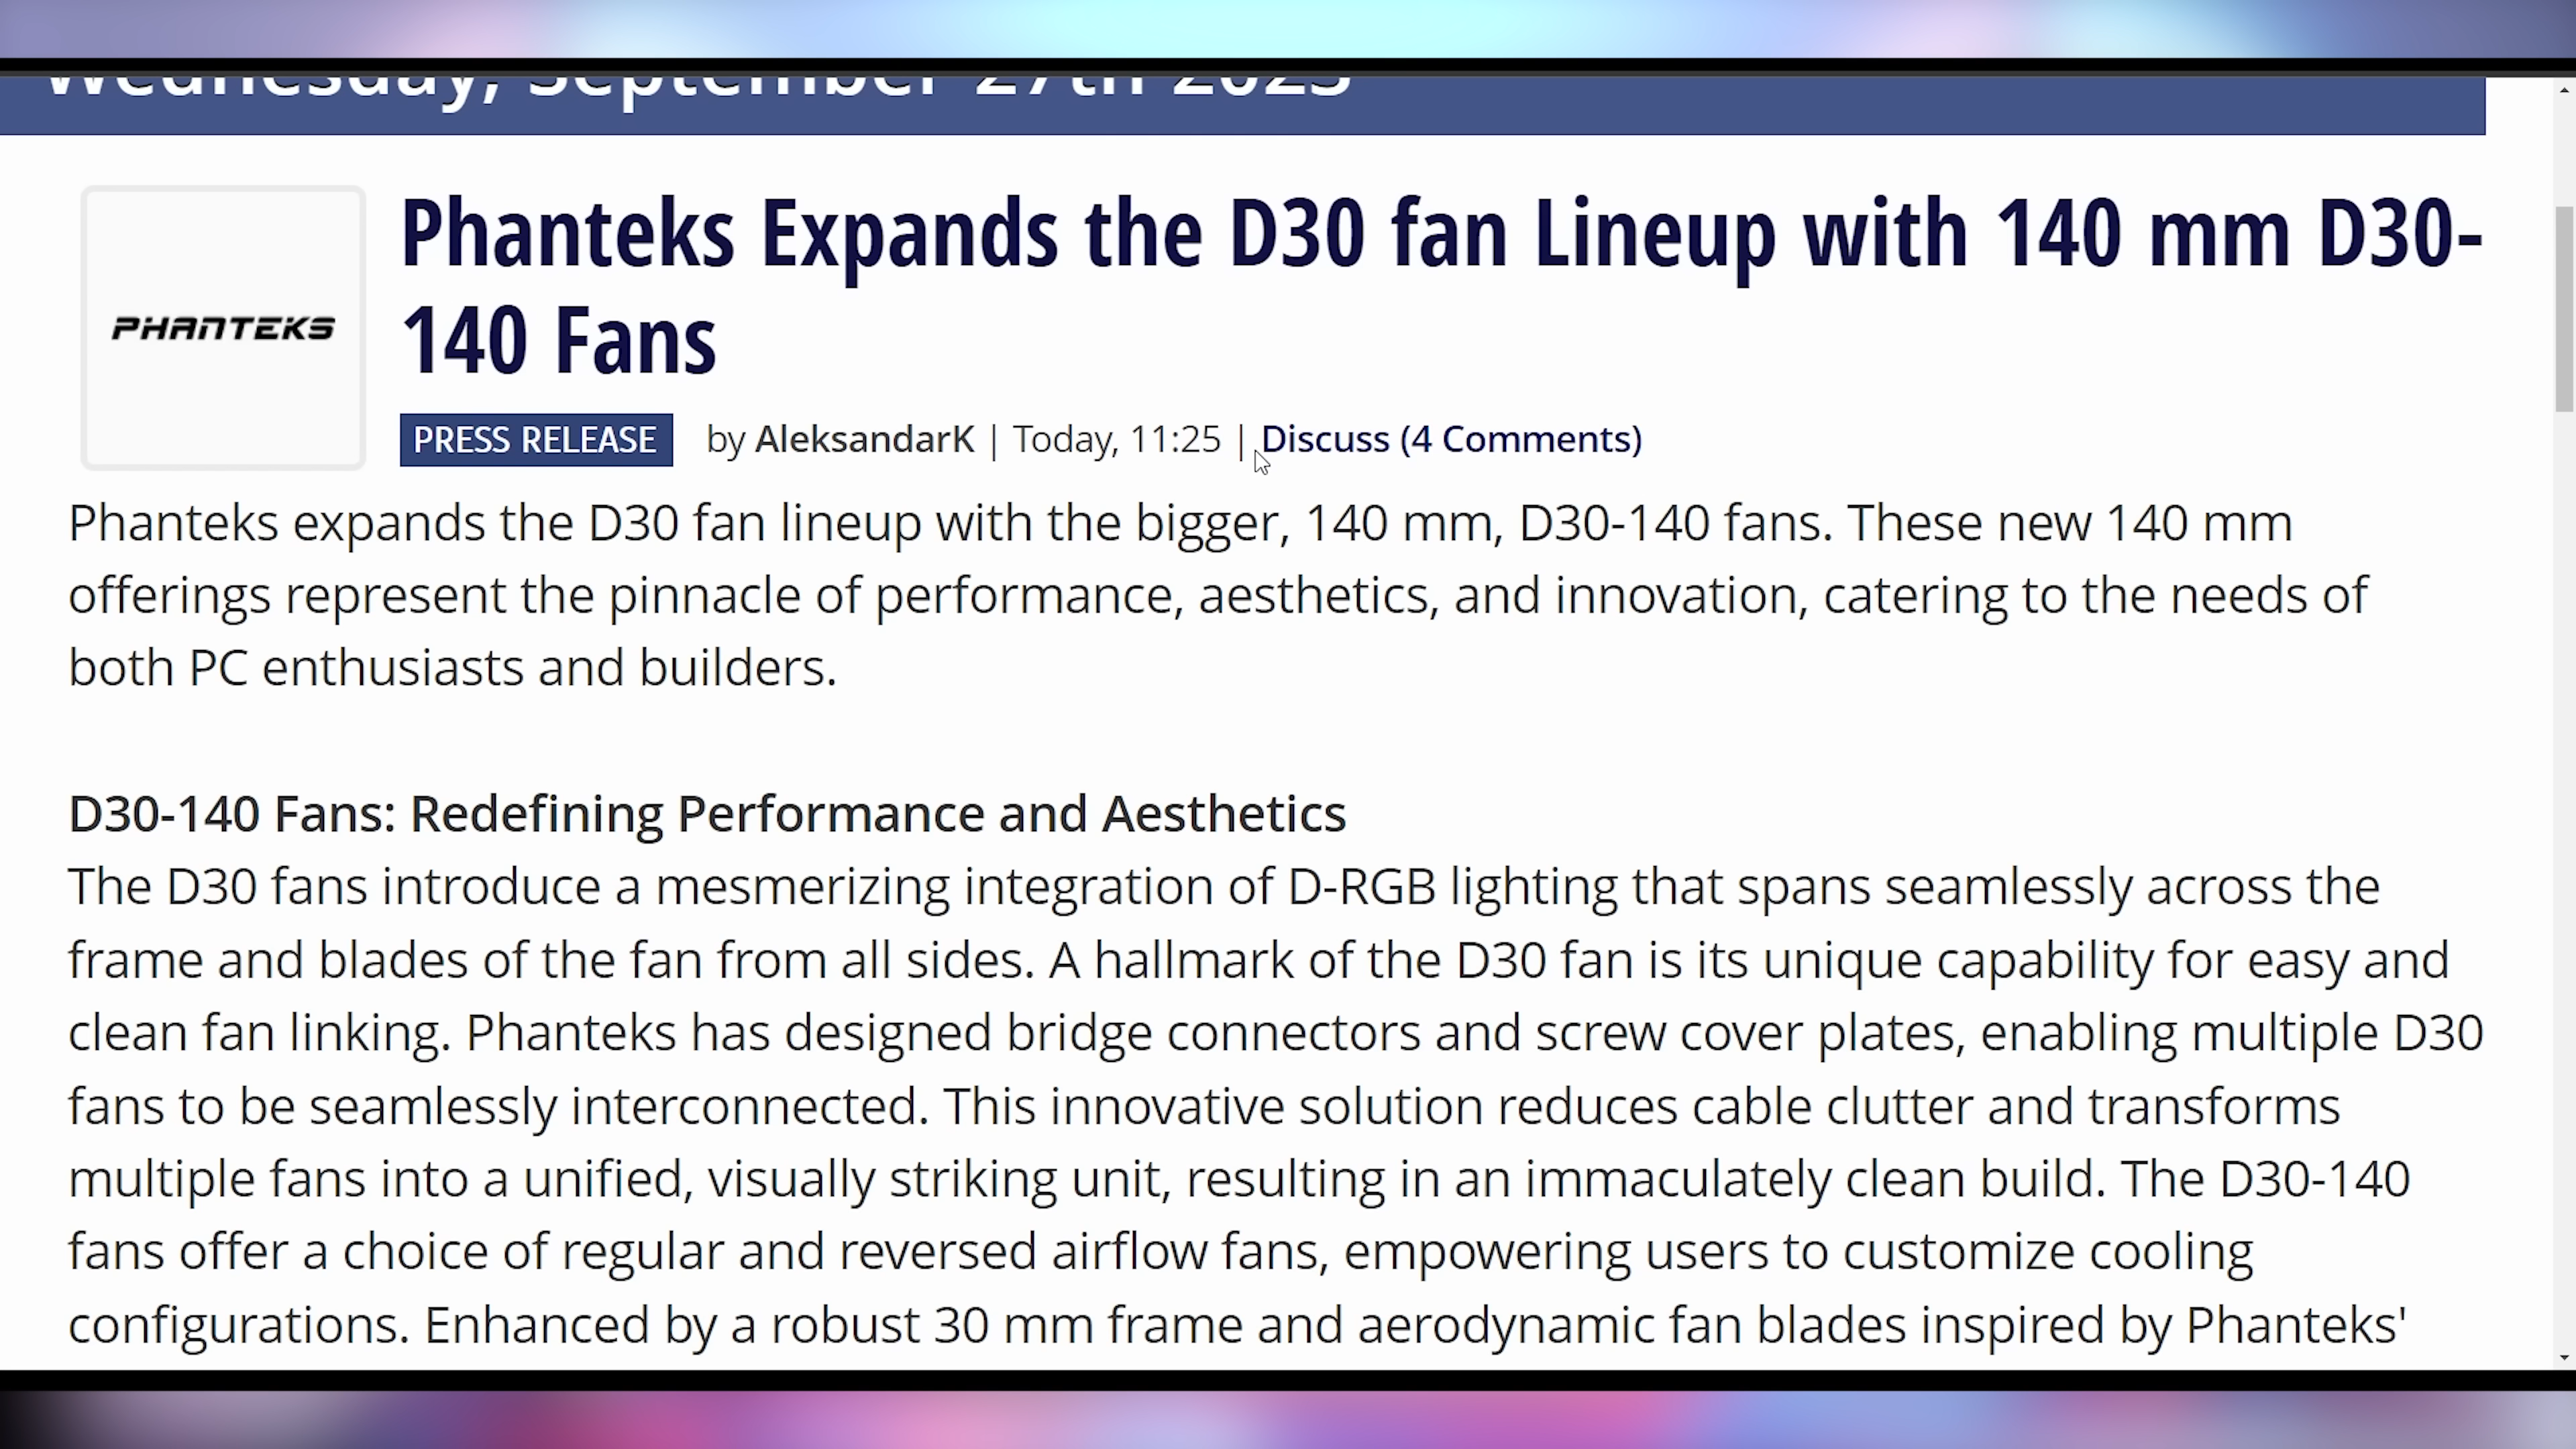 Wednesday, September 27th 2023
Phanteks Expands the D30 fan Lineup with 140 mm D30-
140 Fans
PHANTEKS
PRESS RELEASE by AleksandarK | Today, 11:25 | Discuss (4 Comments)
Phanteks expands the D30 fan lineup with the bigger, 140 mm, D30-140 fans. These new 140 mm
offerings represent the pinnacle of performance, aesthetics, and innovation, catering to the needs of
both PC enthusiasts and builders.
D30-140 Fans: Redefining Performance and Aesthetics
The D30 fans introduce a mesmerizing integration of D-RGB lighting that spans seamlessly across the
frame and blades of the fan from all sides. A hallmark of the D30 fan is its unique capability for easy and
clean fan linking. Phanteks has designed bridge connectors and screw cover plates, enabling multiple D30
fans to be seamlessly interconnected. This innovative solution reduces cable clutter and transforms
multiple fans into a unified, visually striking unit, resulting in an immaculately clean build. The D30-140
fans offer a choice of regular and reversed airflow fans, empowering users to customize cooling
configurations. Enhanced by a robust 30 mm frame and aerodynamic fan blades inspired by Phanteks'